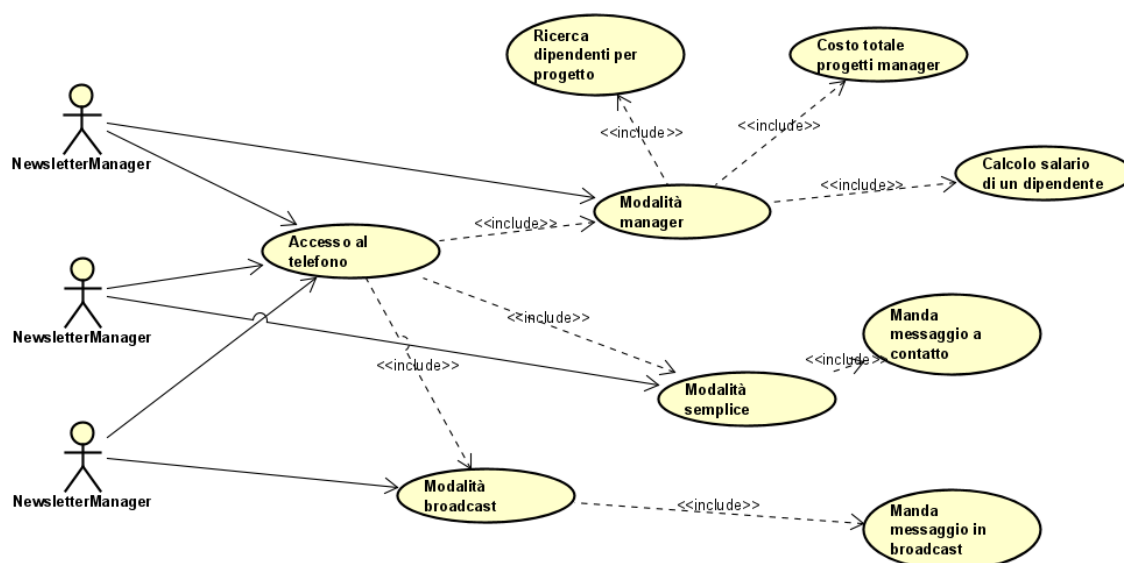 Ricerca
dipendenti per
progetto
Costo totale
progetti manager
<<include>>
<<include>>
NewsletterManager
Calcolo salario
di un dipendente
<<include>>
Modalità
manager
<<include>>
Accesso al
telefono
NewsletterManager
<<include>>
Manda
messaggio a
contatto
<<include>>
<<include>>
Modalità
semplice
NewsletterManager
Modalità
broadcast
<<include>>
Manda
messaggio in
broadcast